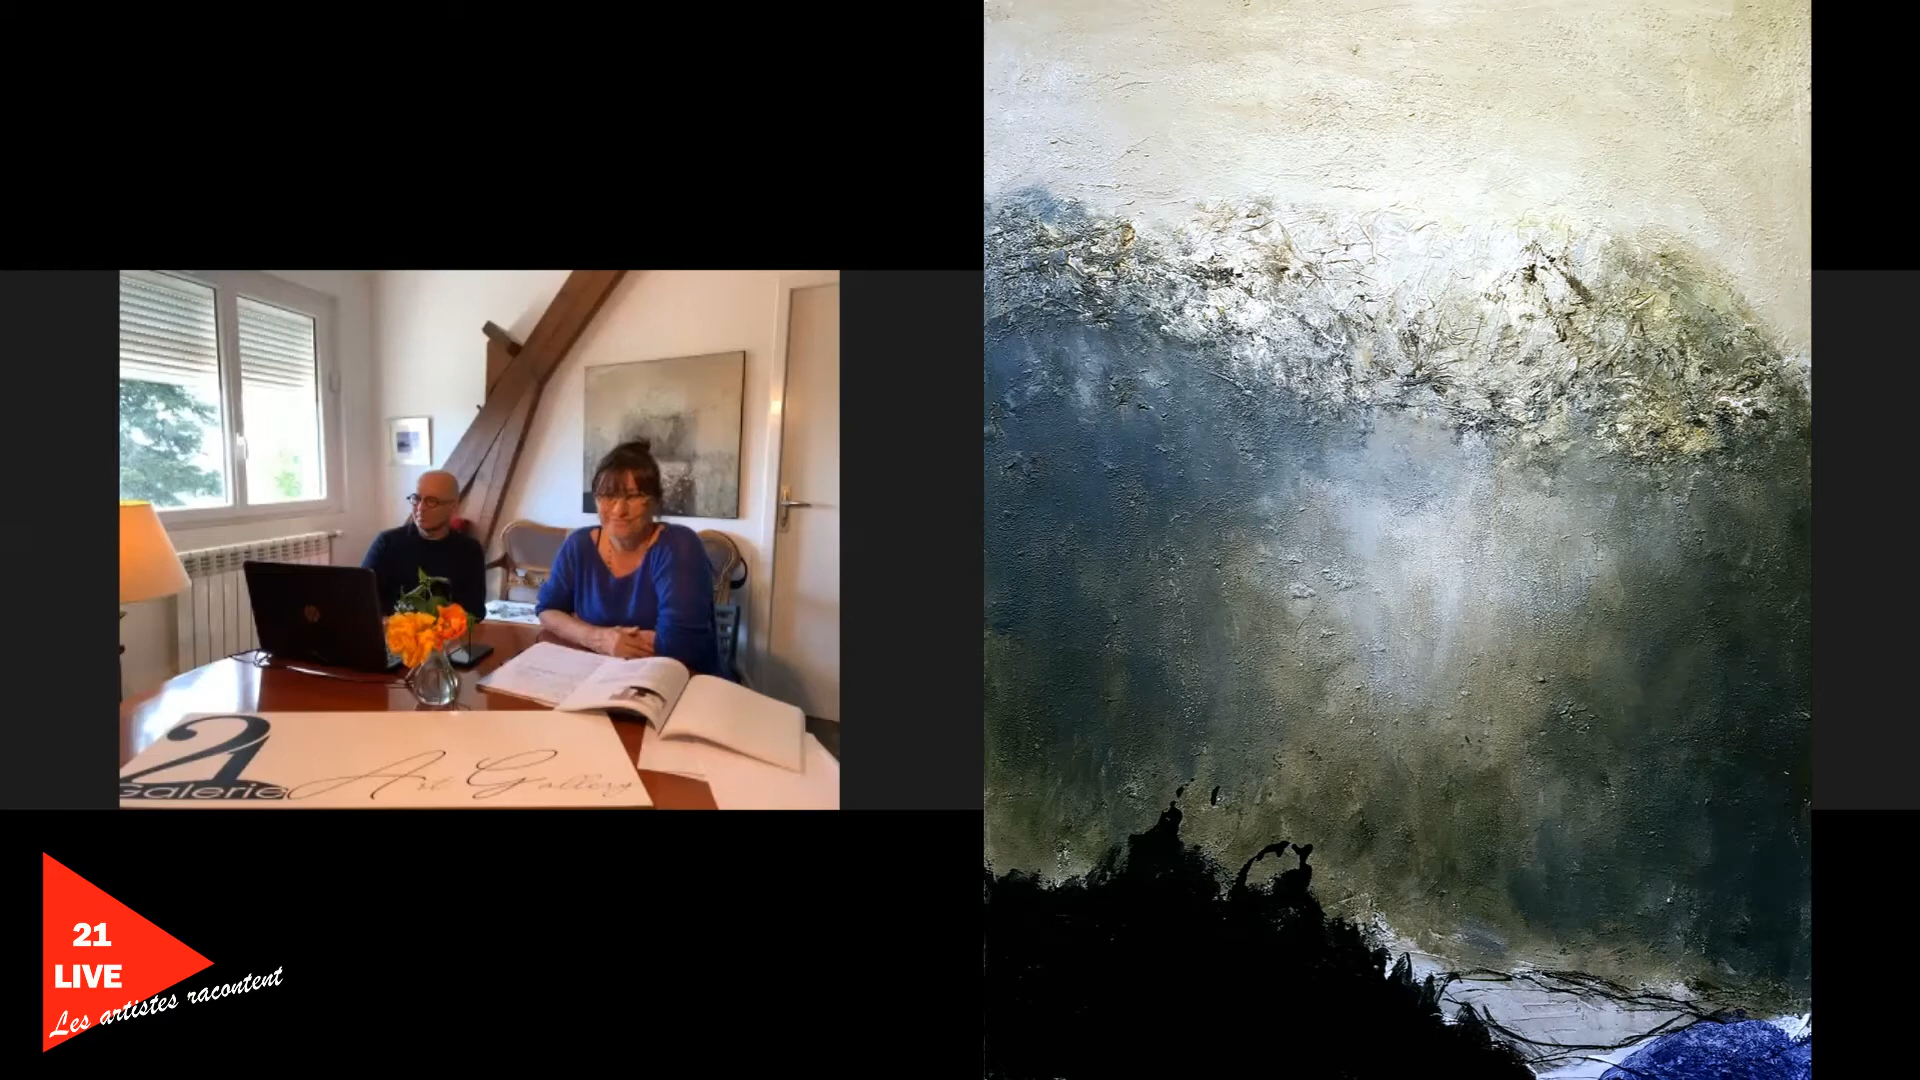 21
Galerie Art Gallery
21
LIVE
Les artistes racontent